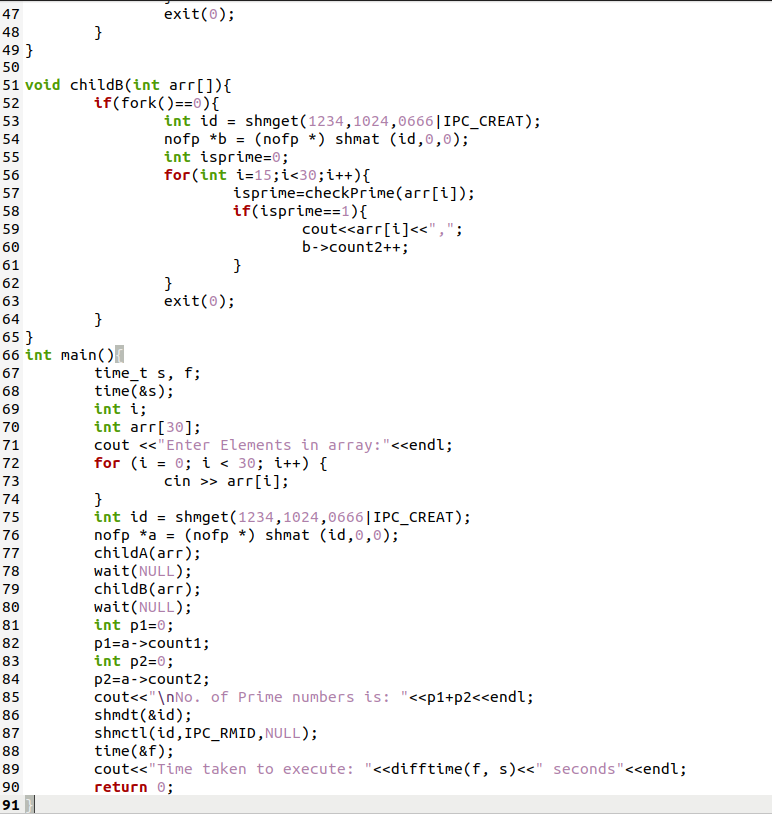 47                exit(0);
48        }
49 }
50
51 void childB(int arr[]){
52        if(fork()==0){
53                int id = shmget(1234,1024,0666|IPC_CREAT);
54                nofp *b = (nofp *) shmat (id,0,0);
55                int isprime=0;
56                for(int i=15;i<30;i++){
57                        isprime=checkPrime(arr[i]);
58                        if(isprime==1){
59                                cout<<arr[i]<<",";
60                                b->count2++;
61                        }
62                }
63                exit(0);
64        }
65 }
66 int main(){
67        time_t s, f;
68        time(&s);
69        int i;
70        int arr[30];
71        cout <<"Enter Elements in array:"<<endl;
72        for (i = 0; i < 30; i++) {
73                cin >> arr[i];
74        }
75        int id = shmget(1234,1024,0666|IPC_CREAT);
76        nofp *a = (nofp *) shmat (id,0,0);
77        childA(arr);
78        wait(NULL);
79        childB(arr);
80        wait(NULL);
81        int p1=0;
82        p1=a->count1;
83        int p2=0;
84        p2=a->count2;
85        cout<<"\nNo. of Prime numbers is: "<<p1+p2<<endl;
86        shmdt(&id);
87        shmctl(id,IPC_RMID,NULL);
88        time(&f);
89        cout<<"Time taken to execute: "<<difftime(f, s)<<" seconds"<<endl;
90        return 0;
91 }